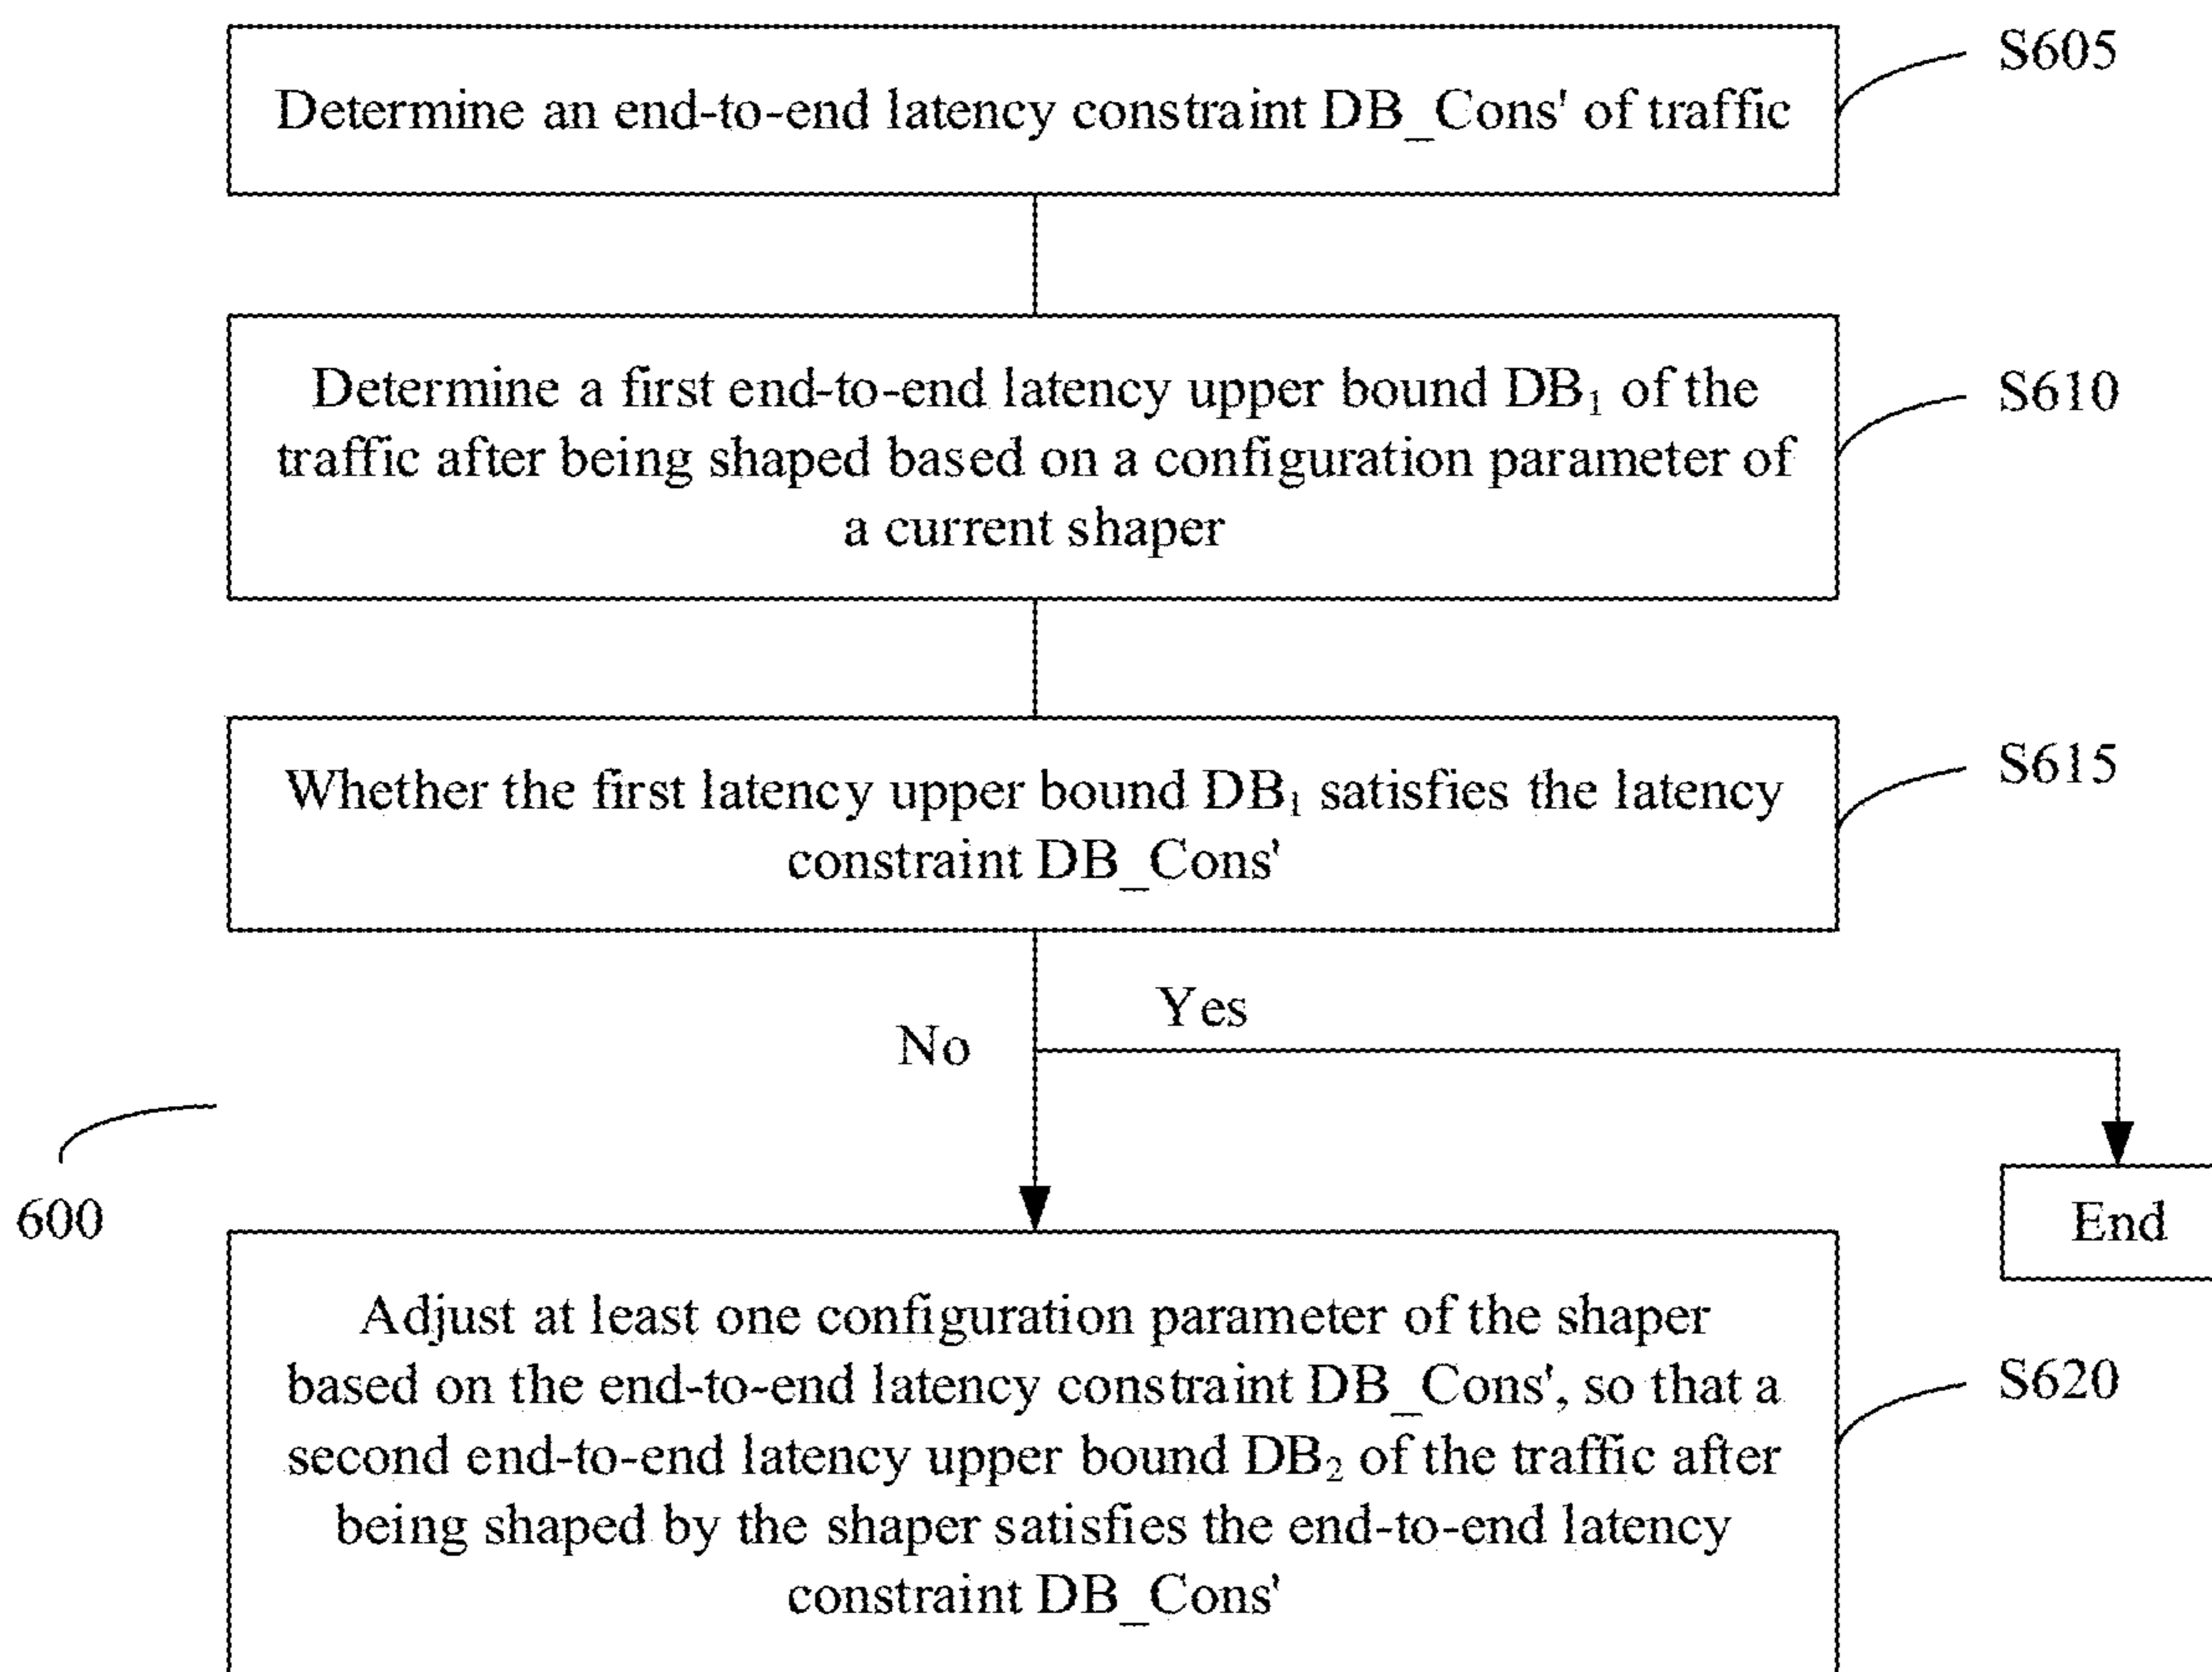 Determine an end-to-end latency constraint DB_Cons' of traffic
S605
Determine a first end-to-end latency upper bound DB₁ of the
traffic after being shaped based on a configuration parameter of
a current shaper
S610
Whether the first latency upper bound DB₁ satisfies the latency
constraint DB_Cons'
S615
Yes
No
600
End
Adjust at least one configuration parameter of the shaper
based on the end-to-end latency constraint DB_Cons', so that a
second end-to-end latency upper bound DB₂ of the traffic after
being shaped by the shaper satisfies the end-to-end latency
constraint DB_Cons'
S620